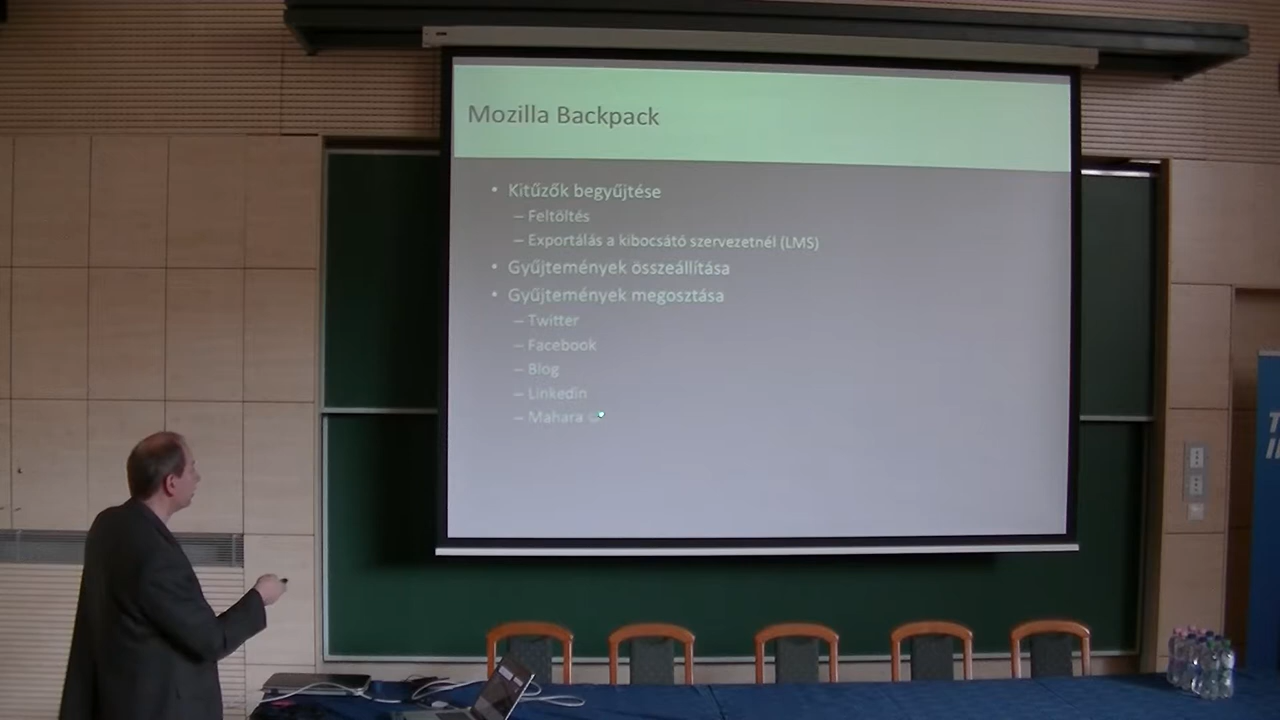 Mozilla Backpack
• Kitűzők begyűjtése
– Feltöltés
– Exportálás a kibocsátó szervezetnél (LMS)
• Gyűjtemények összeállítása
• Gyűjtemények megosztása
– Twitter
– Facebook
– Blog
– Linkedin
– Mahara